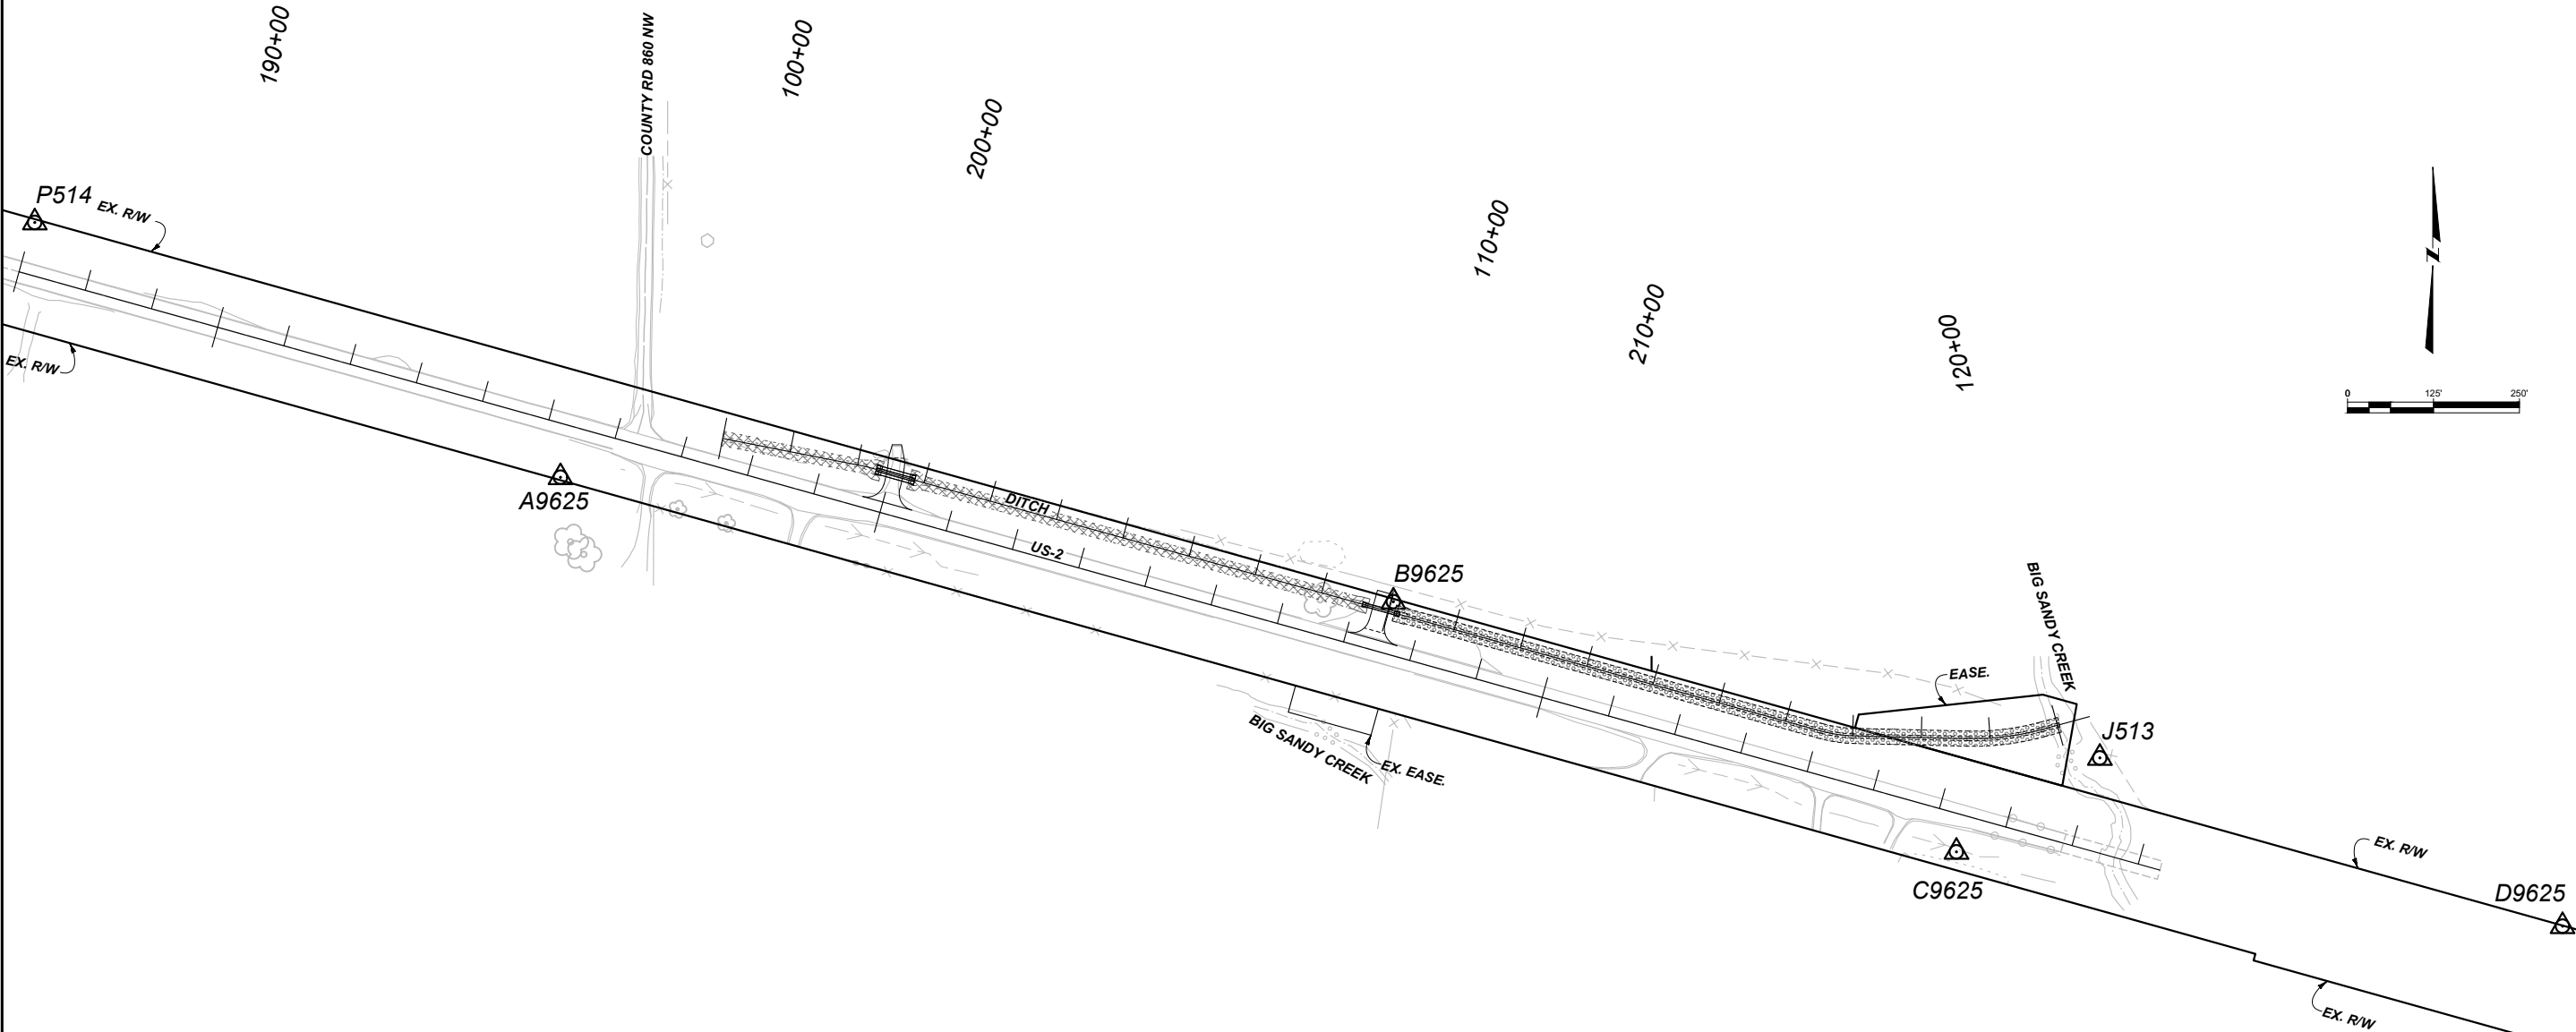 190+00
COUNTY RD 860 NW
100+00
200+00
110+00
210+00
120+00
N
0 125' 250'
P514
EX. R/W
EX. R/W
A9625
DITCH
US-2
B9625
BIG SANDY CREEK
EX. EASE.
EASE.
BIG SANDY CREEK
J513
C9625
EX. R/W
D9625
EX. R/W